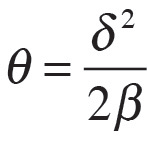 θ = δ² / 2β